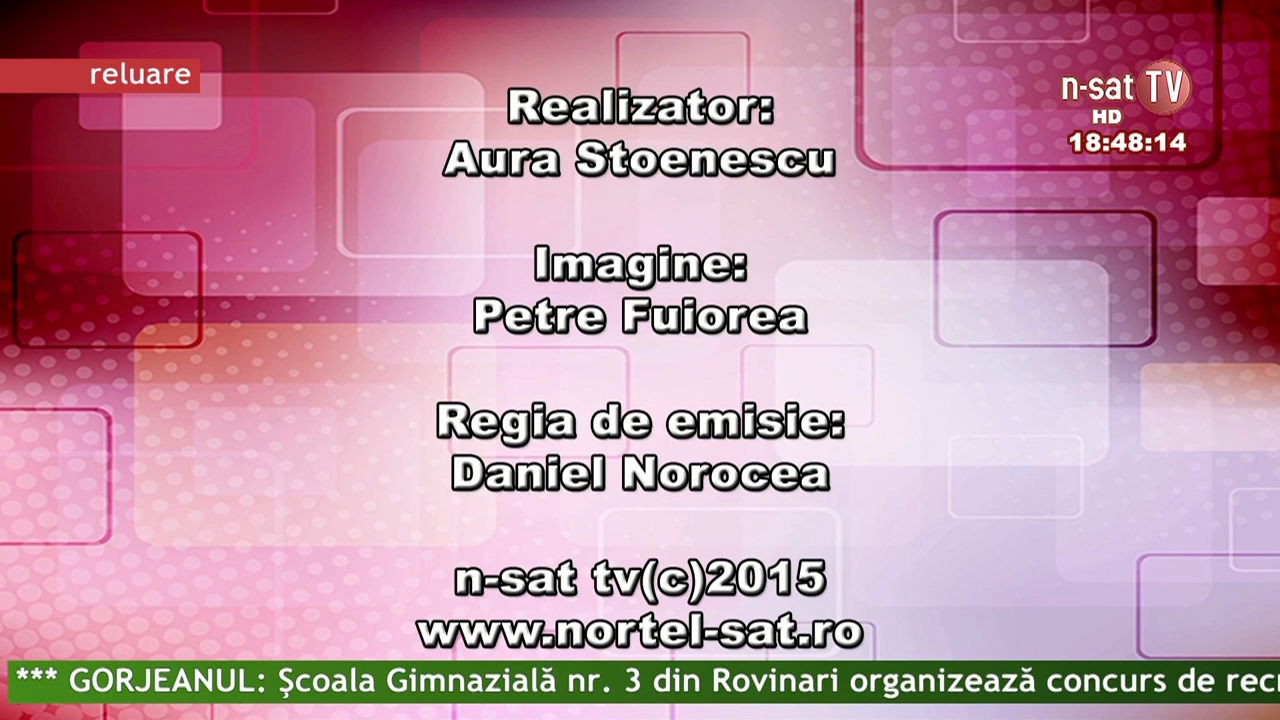 reluare
n-sat TV
HD
18:48:14
Realizator:
Aura Stoenescu
Imagine:
Petre Fuiorea
Regia de emisie:
Daniel Norocea
n-sat tv(c)2015
www.nortel-sat.ro
*** GORJEANUL: Şcoala Gimnazială nr. 3 din Rovinari organizează concurs de